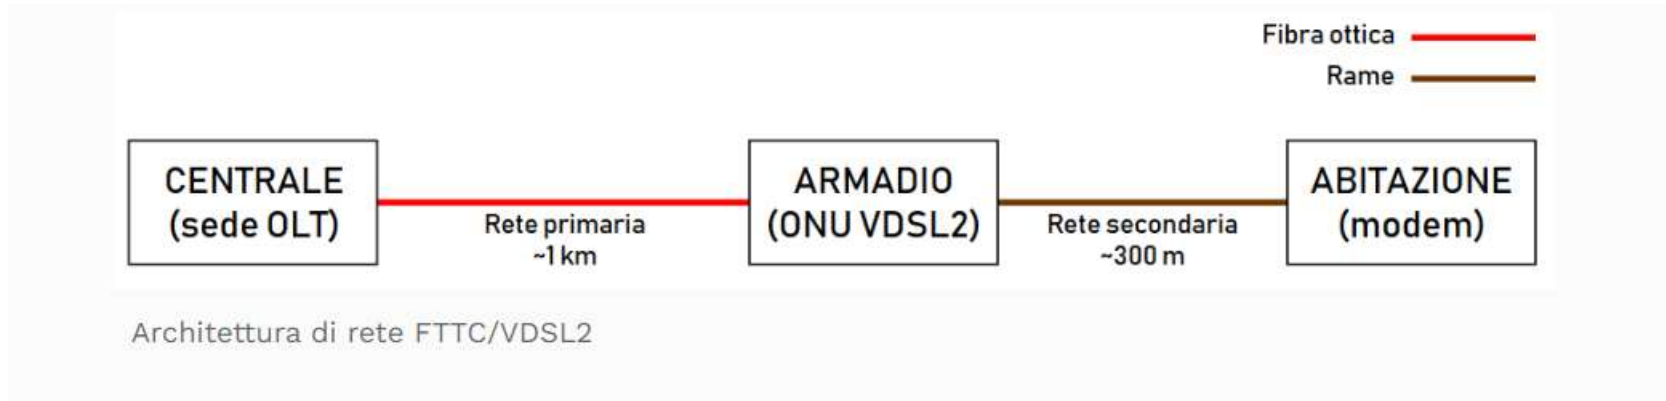 Fibra ottica
Rame
CENTRALE
(sede OLT)
Rete primaria
~1 km
ARMADIO
(ONU VDSL2)
Rete secondaria
~300 m
ABITAZIONE
(modem)
Architettura di rete FTTC/VDSL2